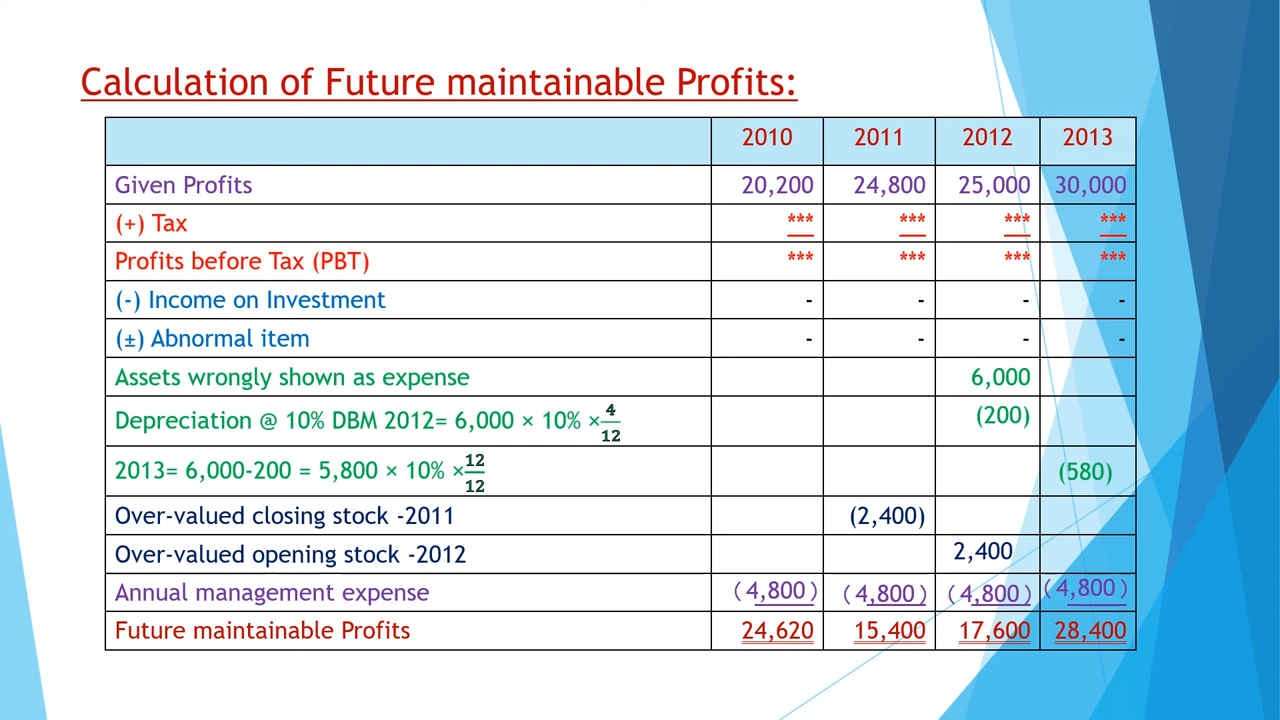 Calculation of Future maintainable Profits:
2010 2011 2012 2013
Given Profits 20,200 24,800 25,000 30,000
(+) Tax *** *** *** ***
Profits before Tax (PBT) *** *** *** ***
(-) Income on Investment - - - -
(±) Abnormal item - - - -
Assets wrongly shown as expense 6,000
Depreciation @ 10% DBM 2012= 6,000 × 10% ×4/12 (200)
2013= 6,000-200 = 5,800 × 10% ×12/12 (580)
Over-valued closing stock -2011 (2,400)
Over-valued opening stock -2012 2,400
Annual management expense (4,800) (4,800) (4,800) (4,800)
Future maintainable Profits 24,620 15,400 17,600 28,400